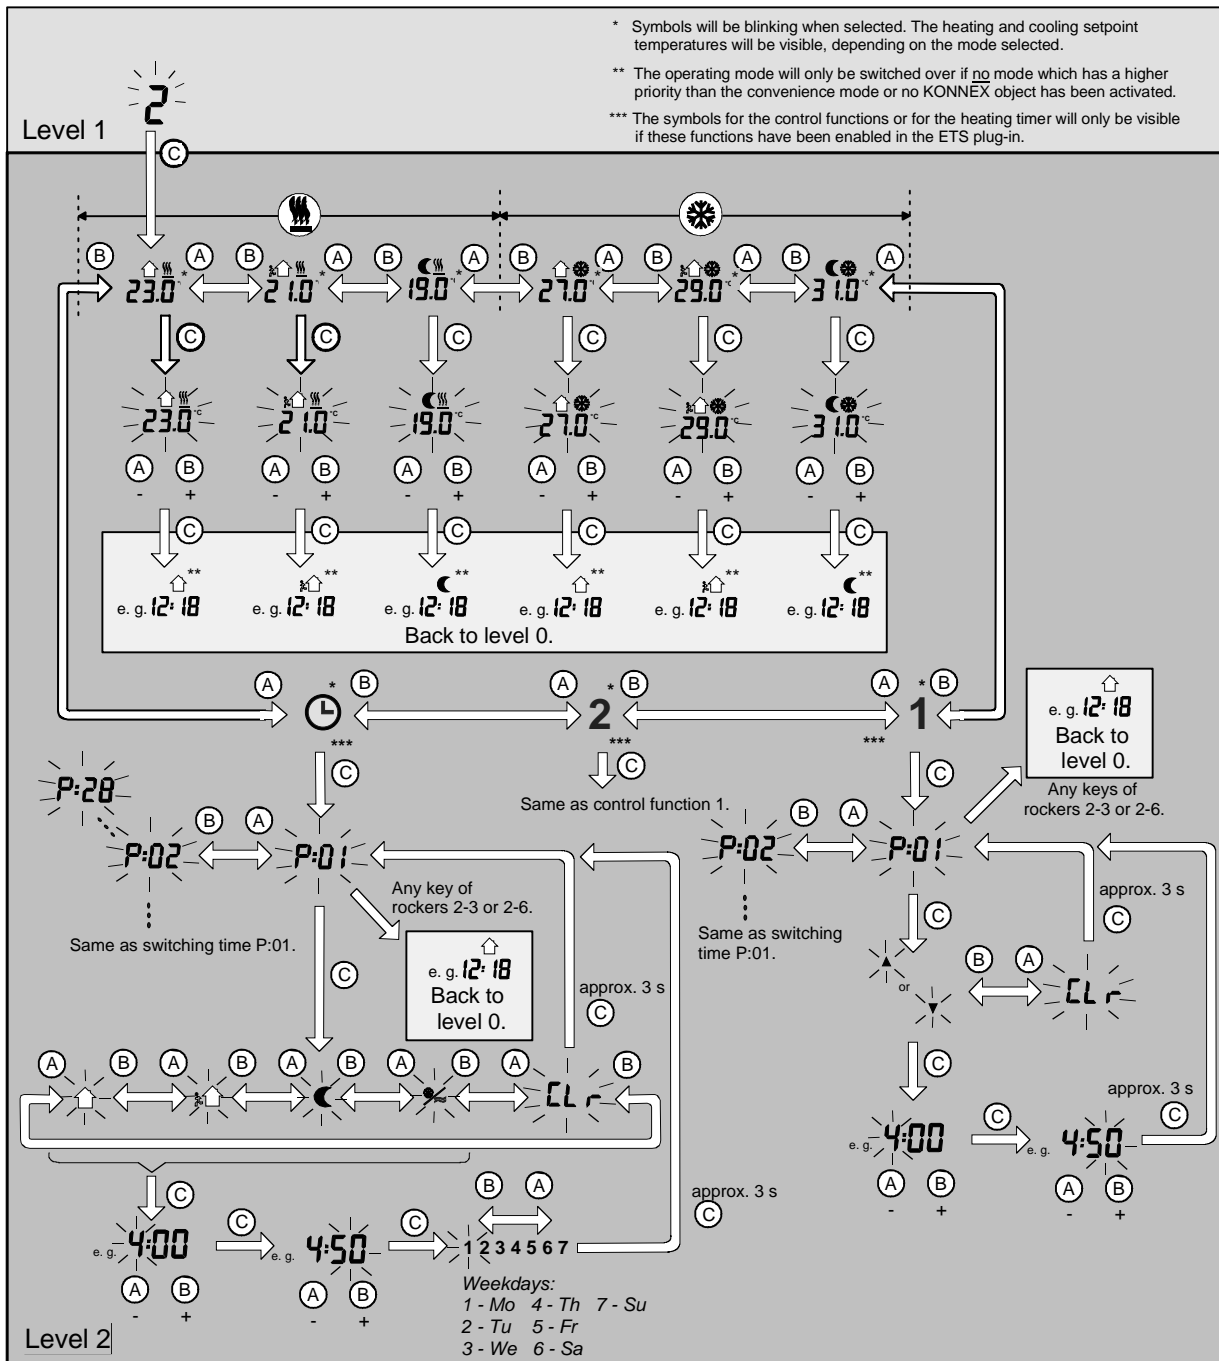 * Symbols will be blinking when selected. The heating and cooling setpoint
temperatures will be visible, depending on the mode selected.
** The operating mode will only be switched over if no mode which has a higher
priority than the convenience mode or no KONNEX object has been activated.
*** The symbols for the control functions or for the heating timer will only be visible
if these functions have been enabled in the ETS plug-in.
2
Level 1
C
B 23.0 * A B 21.0 * A B 19.0 * A B 27.0 * A B 29.0 °C * A B 31.0 °C * A
C C C C C C
23.0 °C 21.0 °C 19.0 °C 27.0 °C 29.0 °C 31.0 °C
A B A B A B A B A B A B
- + - + - + - + - + - +
C C C C C C
** ** ** ** ** **
e. g. 12:18 e. g. 12:18 e. g. 12:18 e. g. 12:18 e. g. 12:18 e. g. 12:18
Back to level 0.
A * B A 2 * B A 1 * B
*** *** ***
e. g. 12:18
Back to
level 0.
Any keys of
rockers 2-3 or 2-6.
C C C
Same as control function 1.
P:28
P:02 B A P:01
P:02 B A P:01
Any key of
rockers 2-3 or 2-6.
Same as switching time P:01.
Same as switching
time P:01.
e. g. 12:18
Back to
level 0.
C
approx. 3 s
C
C
approx. 3 s
C
▲
or
▼
B A CLr
C
A B A B A B A B A CLr B
e. g. 4:00 C e. g. 4:50
A B A B
- + - +
approx. 3 s
C
C
e. g. 4:00 C e. g. 4:50 C 1 2 3 4 5 6 7
B A
A B A B
- + - +
approx. 3 s
C
Weekdays:
1 - Mo 4 - Th 7 - Su
2 - Tu 5 - Fr
3 - We 6 - Sa
Level 2